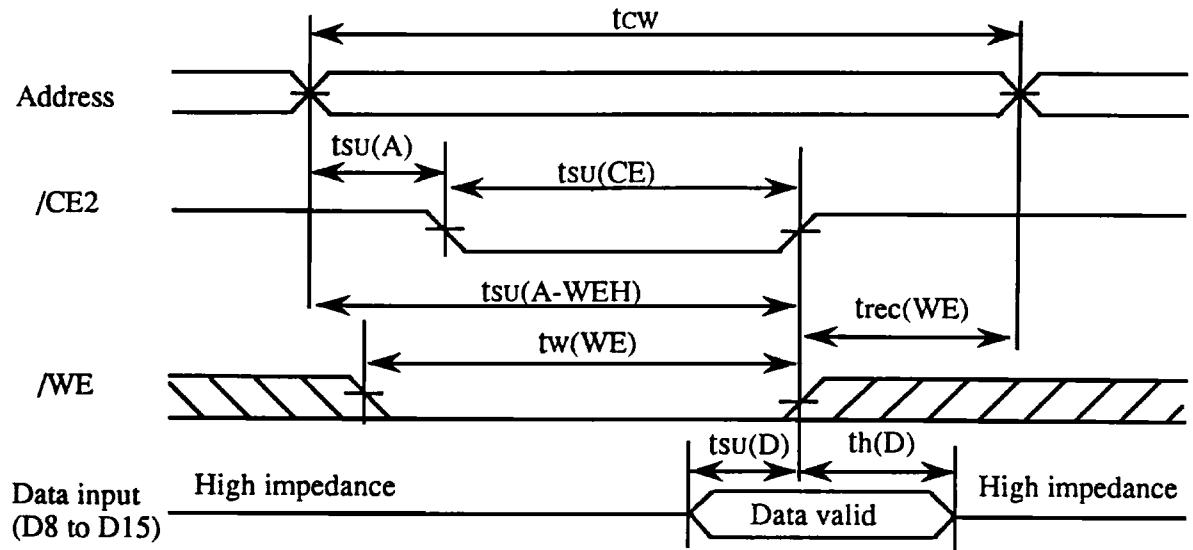 tCW
Address
tSU(A)
tSU(CE)
/CE2
tSU(A-WEH)
trec(WE)
tW(WE)
/WE
tSU(D)
th(D)
High impedance
High impedance
Data input
(D8 to D15)
Data valid